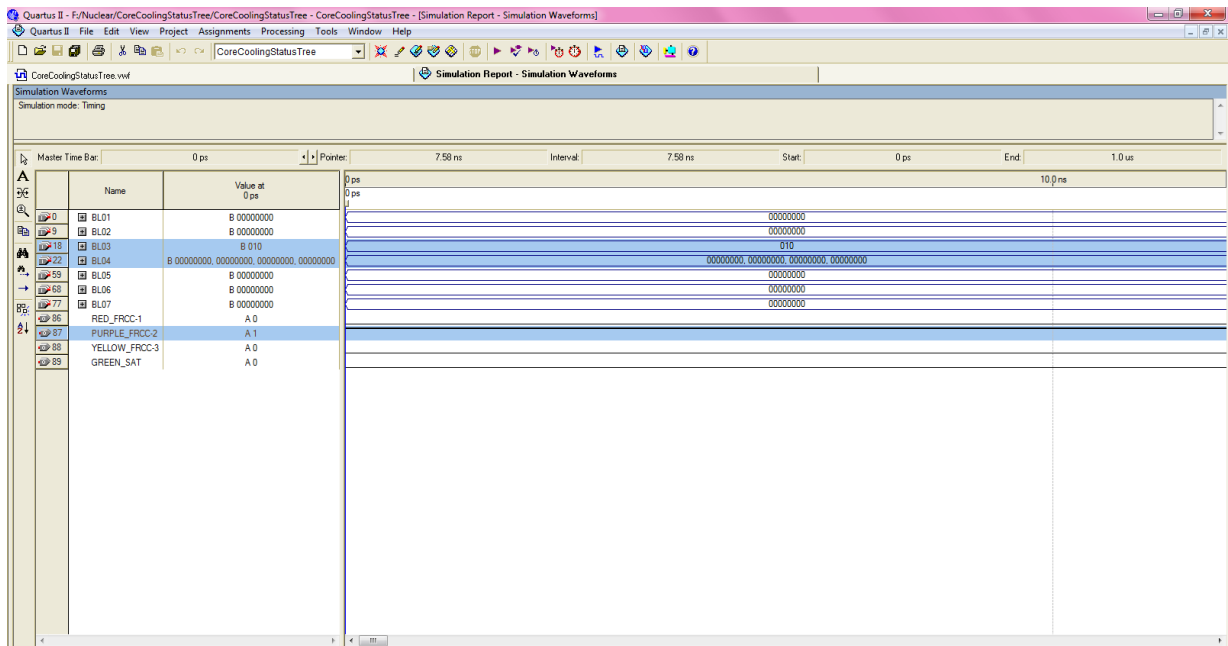 Quartus II - F:/Nuclear/CoreCoolingStatusTree/CoreCoolingStatusTree - CoreCoolingStatusTree - [Simulation Report - Simulation Waveforms]
Quartus II File Edit View Project Assignments Processing Tools Window Help
CoreCoolingStatusTree
CoreCoolingStatusTree.vwf Simulation Report - Simulation Waveforms
Simulation Waveforms
Simulation mode: Timing
Master Time Bar: 0 ps Pointer: 7.58 ns Interval: 7.58 ns Start: 0 ps End: 1.0 us
Name Value at 0 ps
0 ps 10.0 ns
0 ps
0 BL01 B 00000000 00000000
9 BL02 B 00000000 00000000
18 BL03 B 010 010
22 BL04 B 00000000, 00000000, 00000000, 00000000 00000000, 00000000, 00000000, 00000000
59 BL05 B 00000000 00000000
68 BL06 B 00000000 00000000
77 BL07 B 00000000 00000000
86 RED_FRCC-1 A 0
87 PURPLE_FRCC-2 A 1
88 YELLOW_FRCC-3 A 0
89 GREEN_SAT A 0